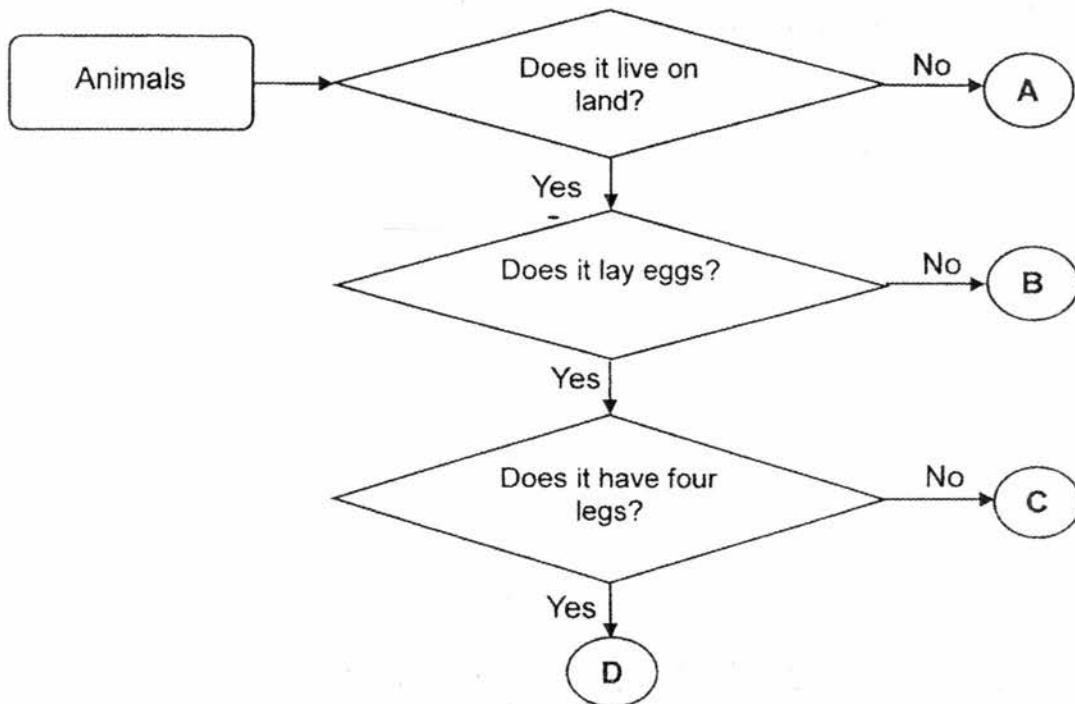 Animals
Does it live on
land?
No
A
Yes
Does it lay eggs?
No
B
Yes
Does it have four
legs?
No
C
Yes
D